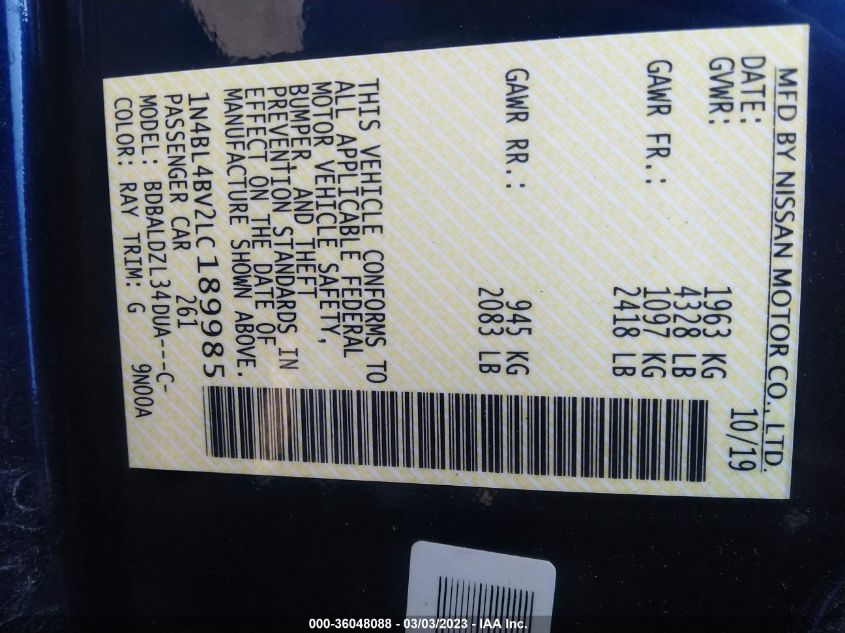 MFD BY NISSAN MOTOR CO., LTD.
DATE: 10/19
GVWR: 1963 KG
4328 LB
GAWR FR.: 1097 KG
2418 LB
GAWR RR.: 945 KG
2083 LB
THIS VEHICLE CONFORMS TO
ALL APPLICABLE FEDERAL
MOTOR VEHICLE SAFETY,
BUMPER, AND THEFT
PREVENTION STANDARDS IN
EFFECT ON THE DATE OF
MANUFACTURE SHOWN ABOVE.
1N4BL4BV2LC189985
PASSENGER CAR 261
MODEL: BDBALDZL34DUA---C-
COLOR: RAY TRIM: G 9N00A
000-36048088 - 03/03/2023 - IAA Inc.